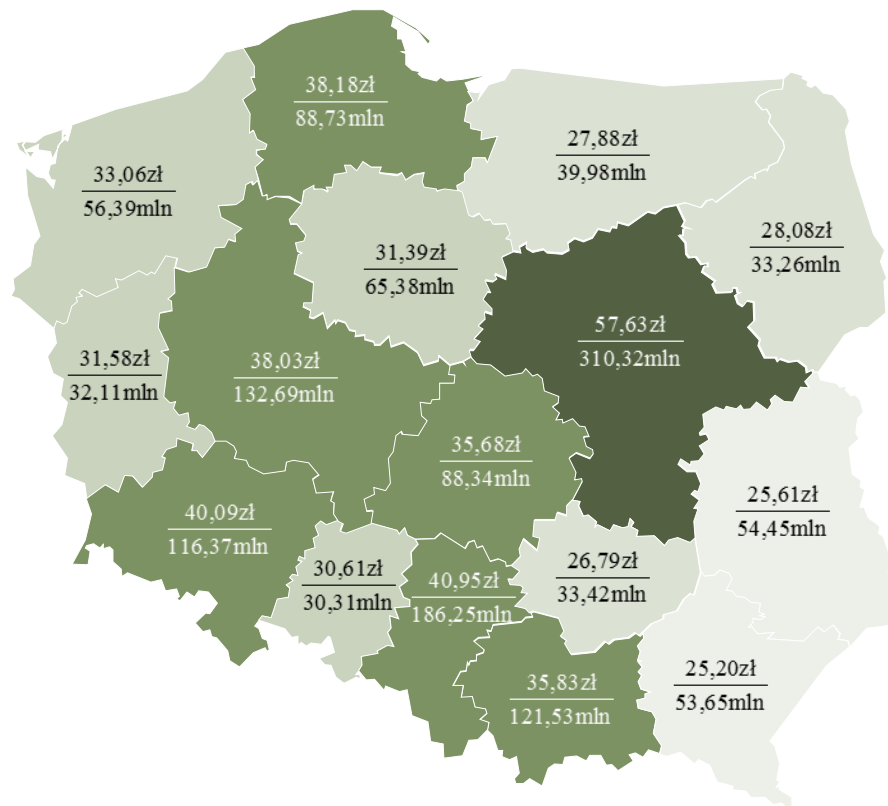 38,18zł
88,73mln
27,88zł
39,98mln
33,06zł
56,39mln
28,08zł
33,26mln
31,39zł
65,38mln
57,63zł
310,32mln
31,58zł
32,11mln
38,03zł
132,69mln
35,68zł
88,34mln
25,61zł
54,45mln
40,09zł
116,37mln
30,61zł
30,31mln
40,95zł
186,25mln
26,79zł
33,42mln
35,83zł
121,53mln
25,20zł
53,65mln